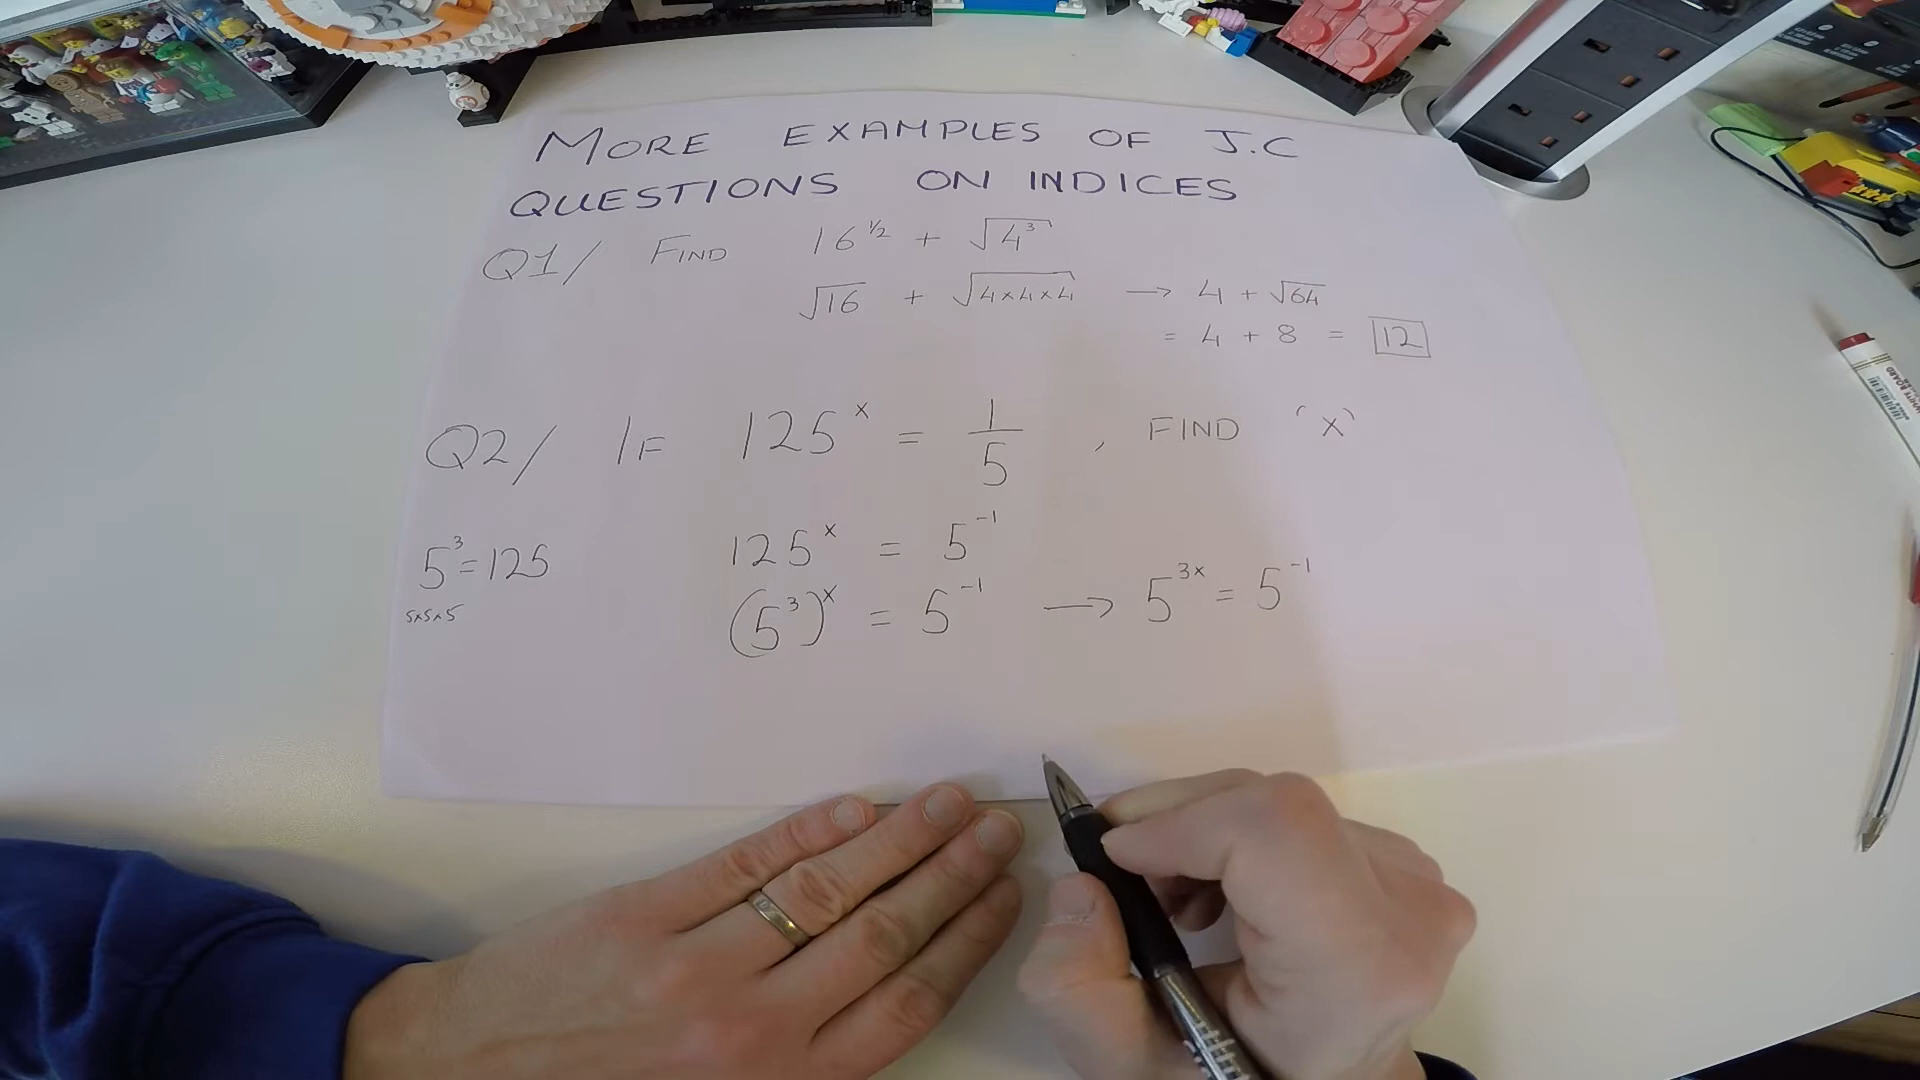 MORE EXAMPLES OF J.C
QUESTIONS ON INDICES
Q1/ FIND 16^½ + √4³
√16 + √4×4×4 → 4 + √64
= 4 + 8 = 12
Q2/ IF 125^x = 1/5 , FIND 'x'
5³ = 125
5×5×5
125^x = 5⁻¹
(5³)^x = 5⁻¹ → 5^3x = 5⁻¹